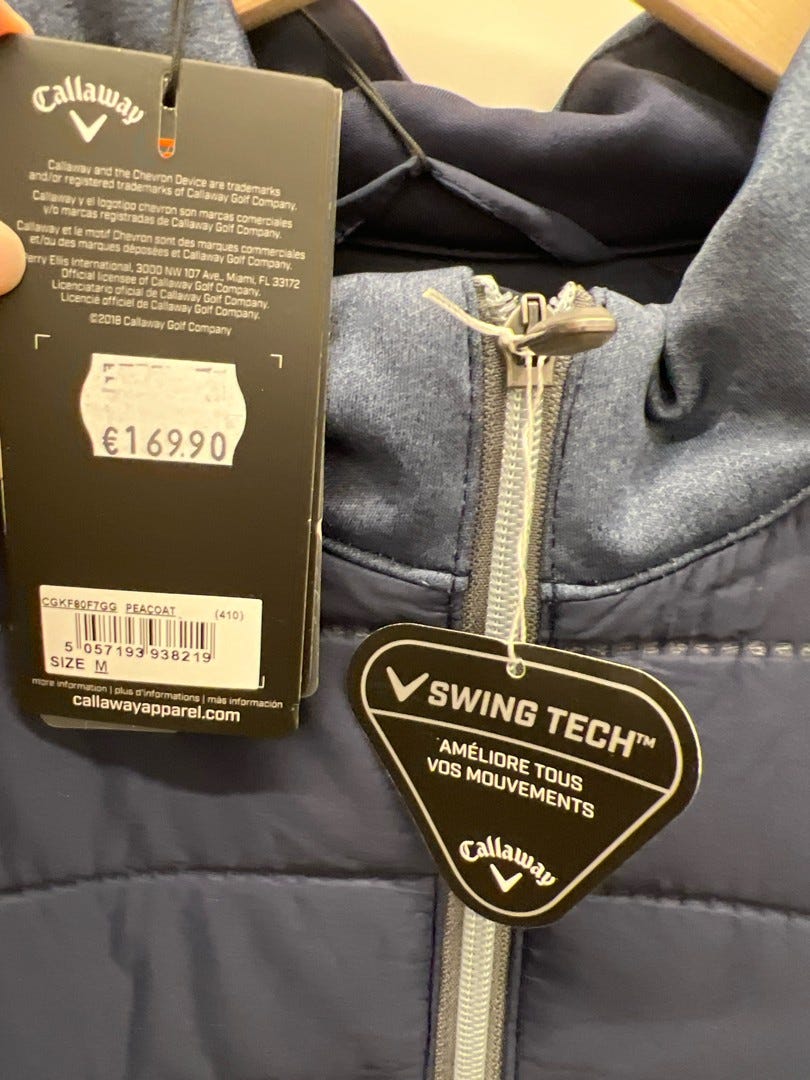 Callaway
Callaway and the Chevron Device are trademarks
and/or registered trademarks of Callaway Golf Company.
Callaway y el logotipo chevron son marcas comerciales
y/o marcas registradas de Callaway Golf Company.
Callaway et le motif Chevron sont des marques commerciales
et/ou des marques déposées et Callaway Golf Company.
erry Ellis International, 3000 NW 107 Ave., Miami, FL 33172
Official licensee of Callaway Golf Company.
Licenciatario oficial de Callaway Golf Company.
Licencié officiel de Callaway Golf Company.
©2018 Callaway Golf Company
€169.90
CGKF80F7GG PEACOAT (410)
5 057193 938219
SIZE M
more information | plus d'informations | más información
callawayapparel.com
SWING TECH™
AMÉLIORE TOUS
VOS MOUVEMENTS
Callaway